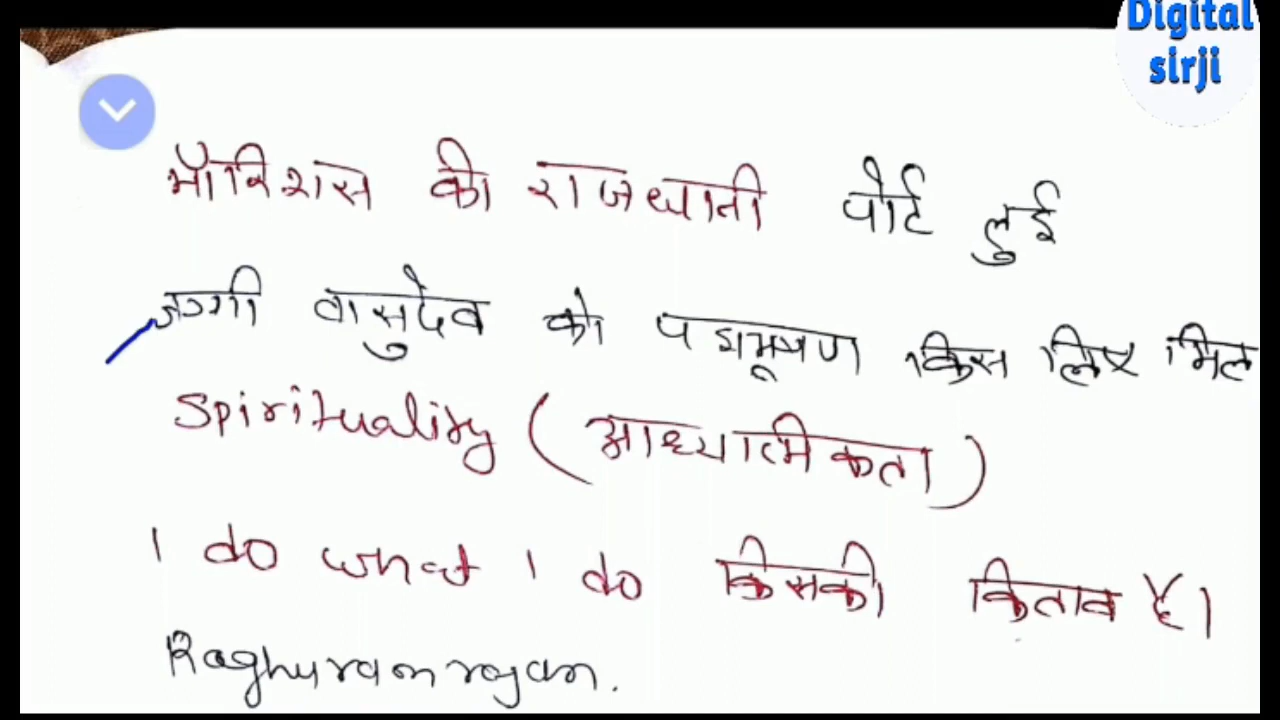 Digital
sirji
मॉरिशस की राजधानी पोर्ट लुई
जग्गी वासुदेव को पद्मभूषण किस लिए मिल
Spirituality (आध्यात्मिकता)
I do what I do किसकी किताब है।
Raghuram rajan.